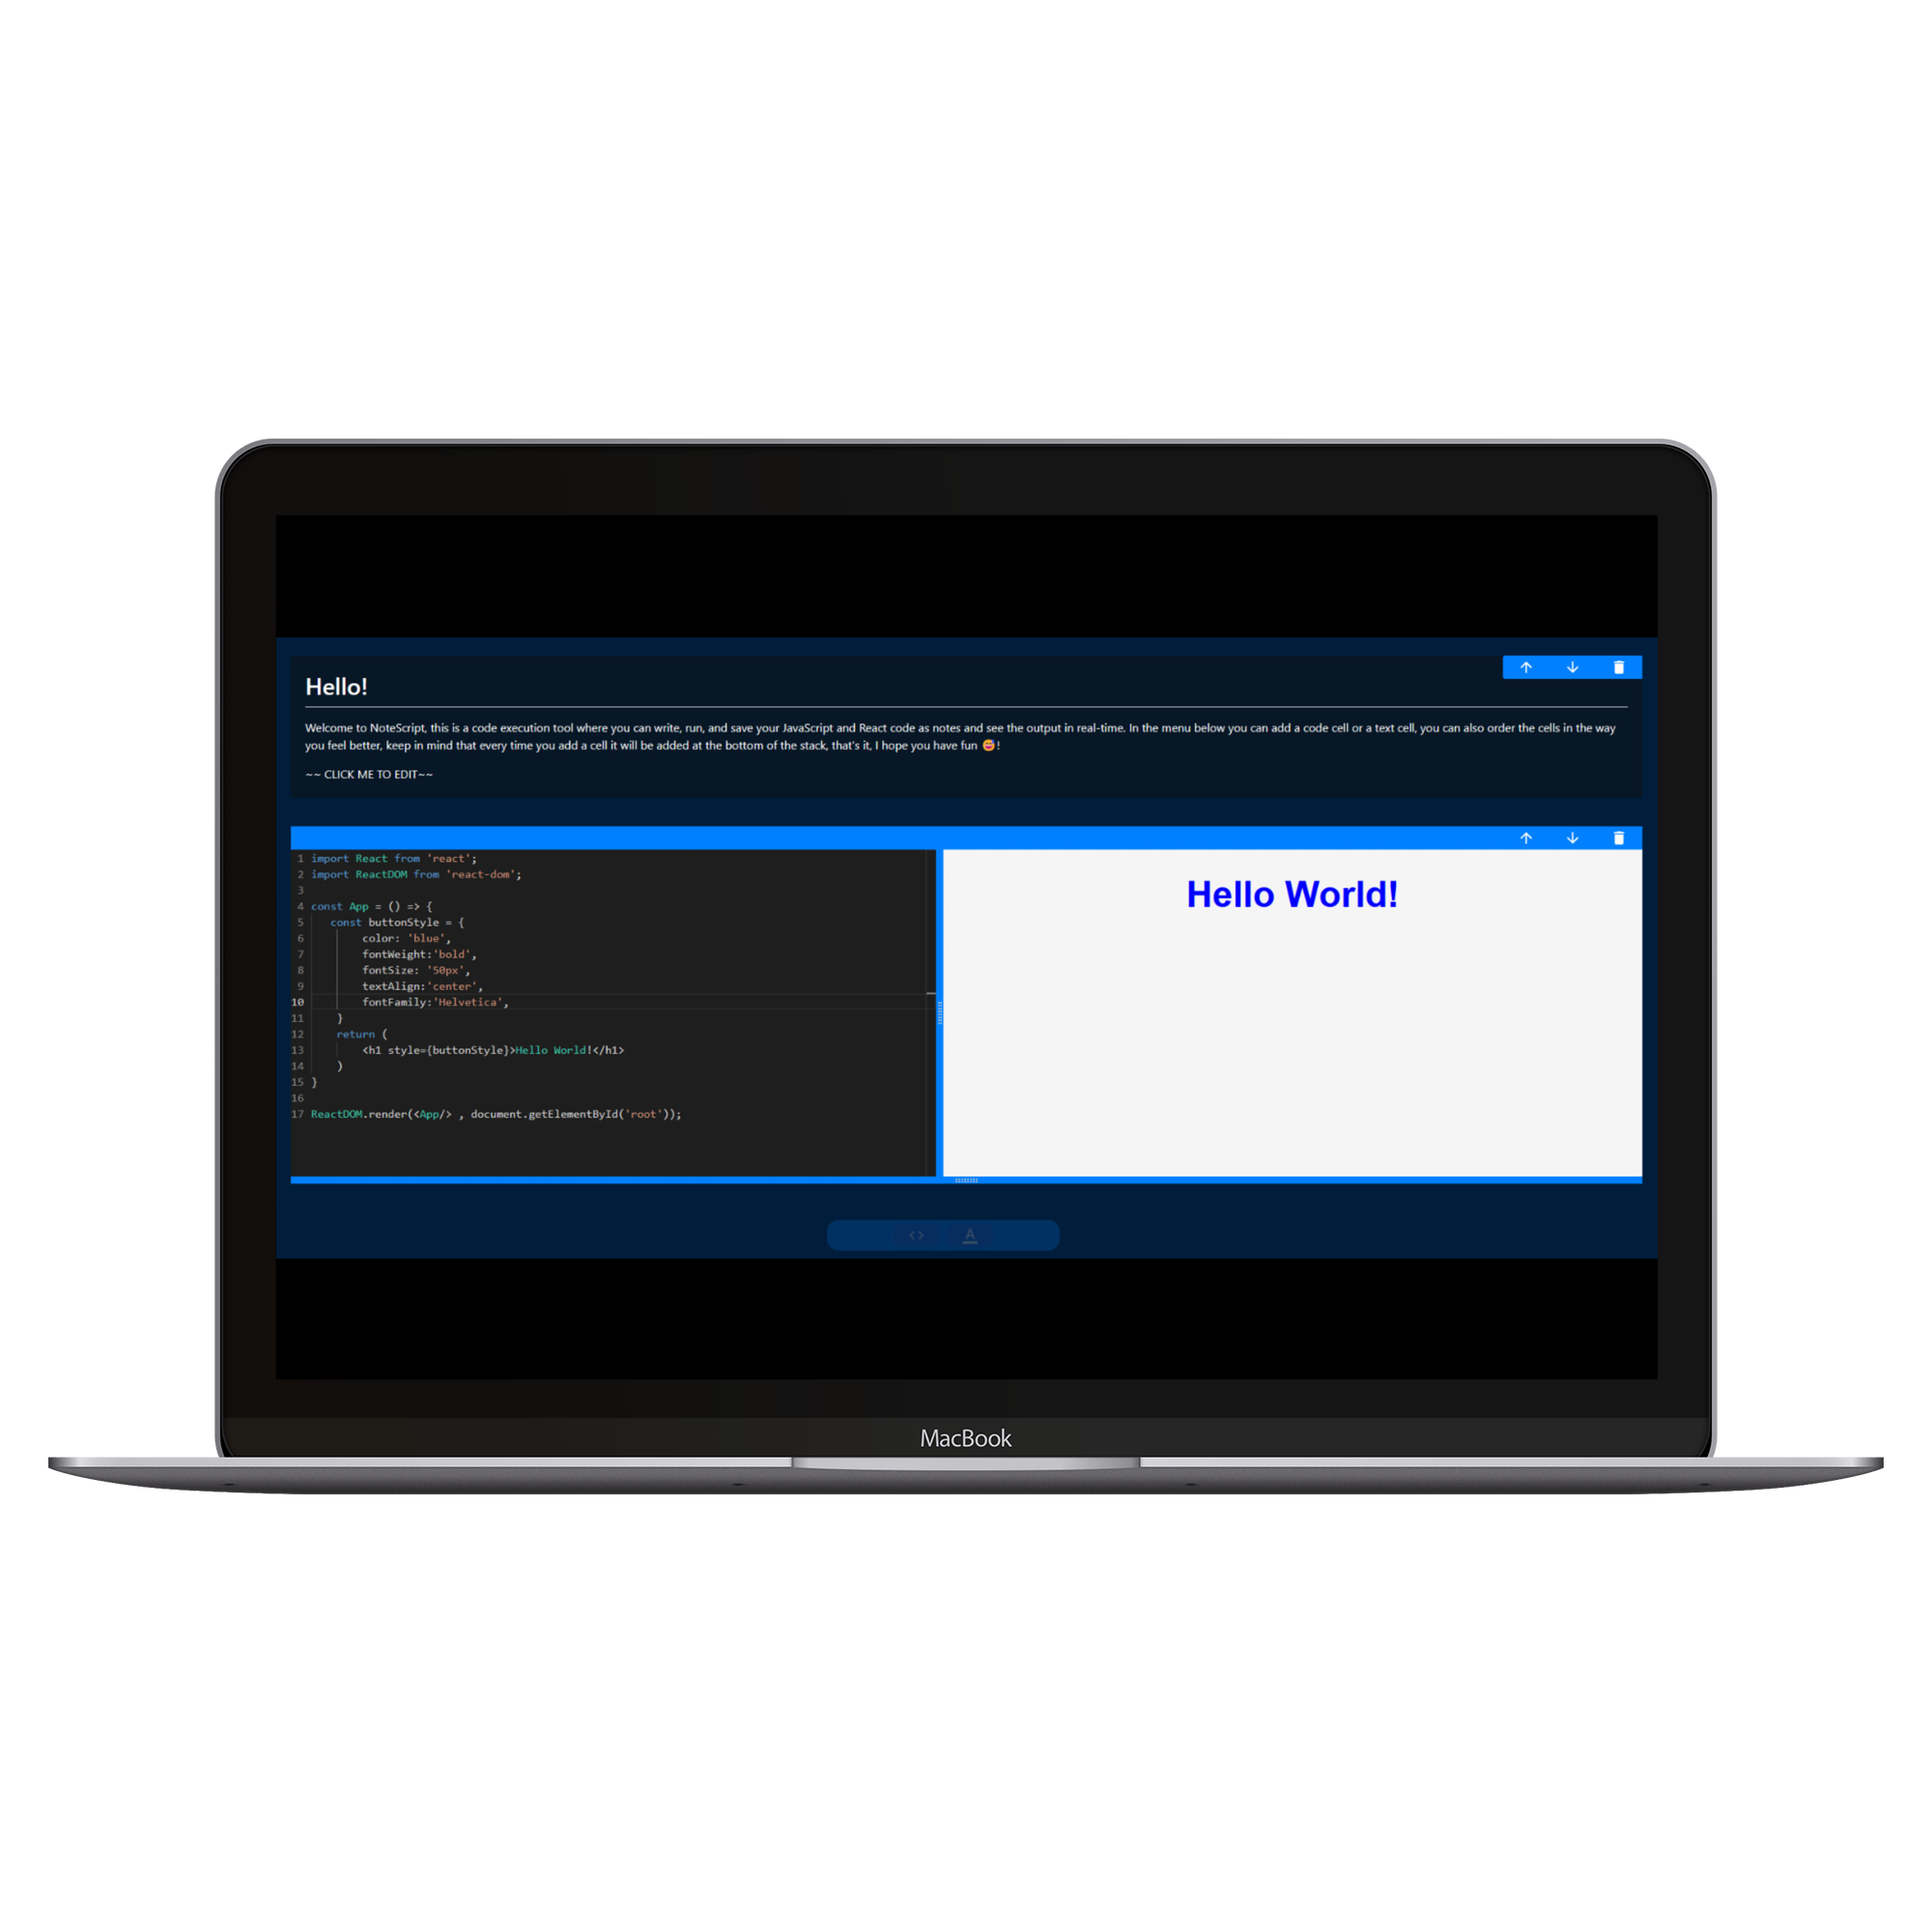 Hello!
Welcome to NoteScript, this is a code execution tool where you can write, run, and save your JavaScript and React code as notes and see the output in real-time. In the menu below you can add a code cell or a text cell, you can also order the cells in the way
you feel better, keep in mind that every time you add a cell it will be added at the bottom of the stack, that's it, I hope you have fun 😅!
~~ CLICK ME TO EDIT~~
1 import React from 'react';
2 import ReactDOM from 'react-dom';
3
4 const App = () => {
5 const buttonStyle = {
6 color: 'blue',
7 fontWeight:'bold',
8 fontSize: '50px',
9 textAlign:'center',
10 fontFamily:'Helvetica',
11 }
12 return (
13 <h1 style={buttonStyle}>Hello World!</h1>
14 )
15 }
16
17 ReactDOM.render(<App/> , document.getElementById('root'));
Hello World!
<> A
MacBook